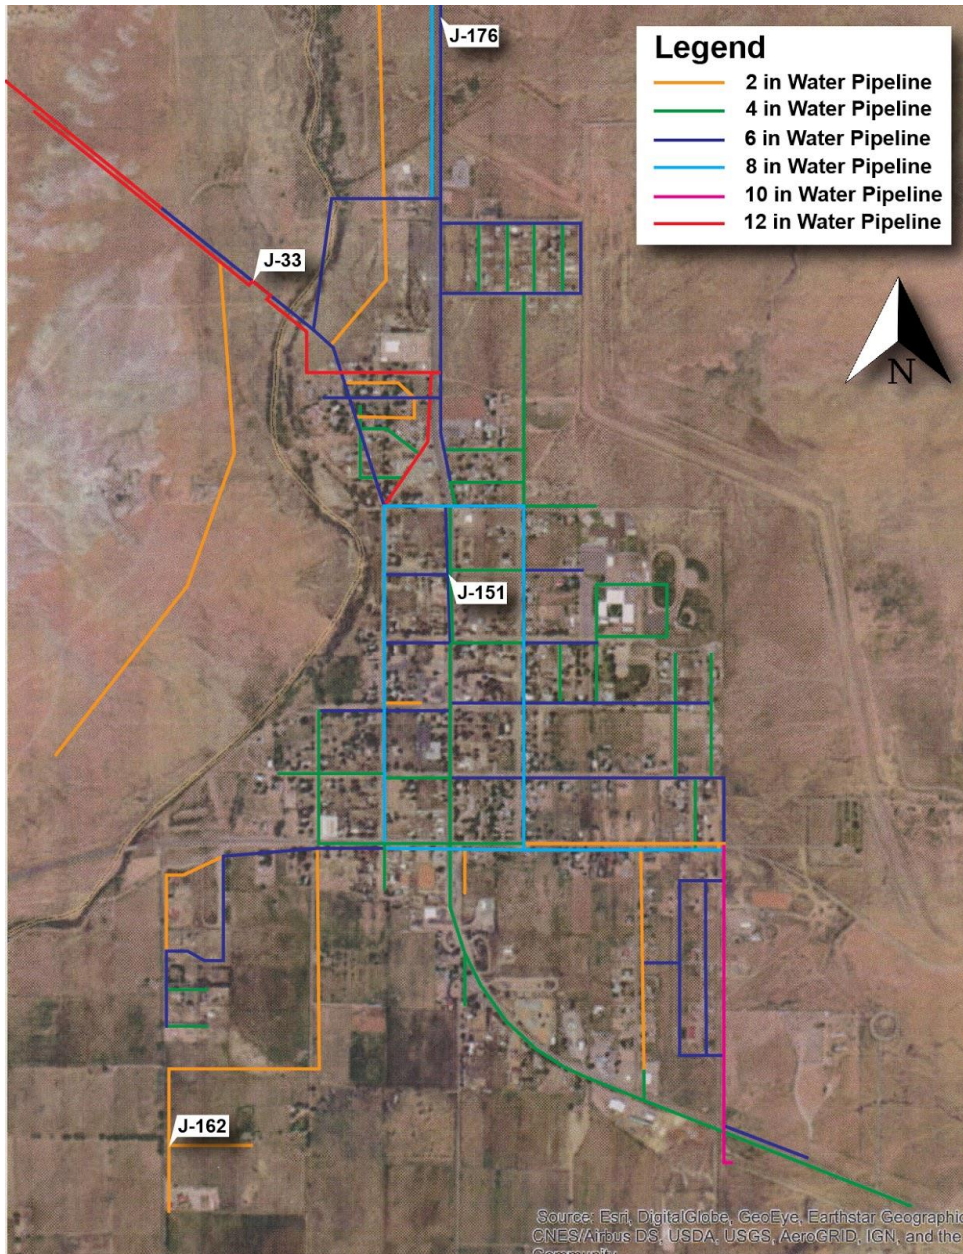 J-176
Legend
2 in Water Pipeline
4 in Water Pipeline
6 in Water Pipeline
8 in Water Pipeline
10 in Water Pipeline
12 in Water Pipeline
J-33
N
J-151
J-162
Source: Esri, DigitalGlobe, GeoEye, Earthstar Geographic
CNES/Airbus DS, USDA, USGS, AeroGRID, IGN, and the
Community